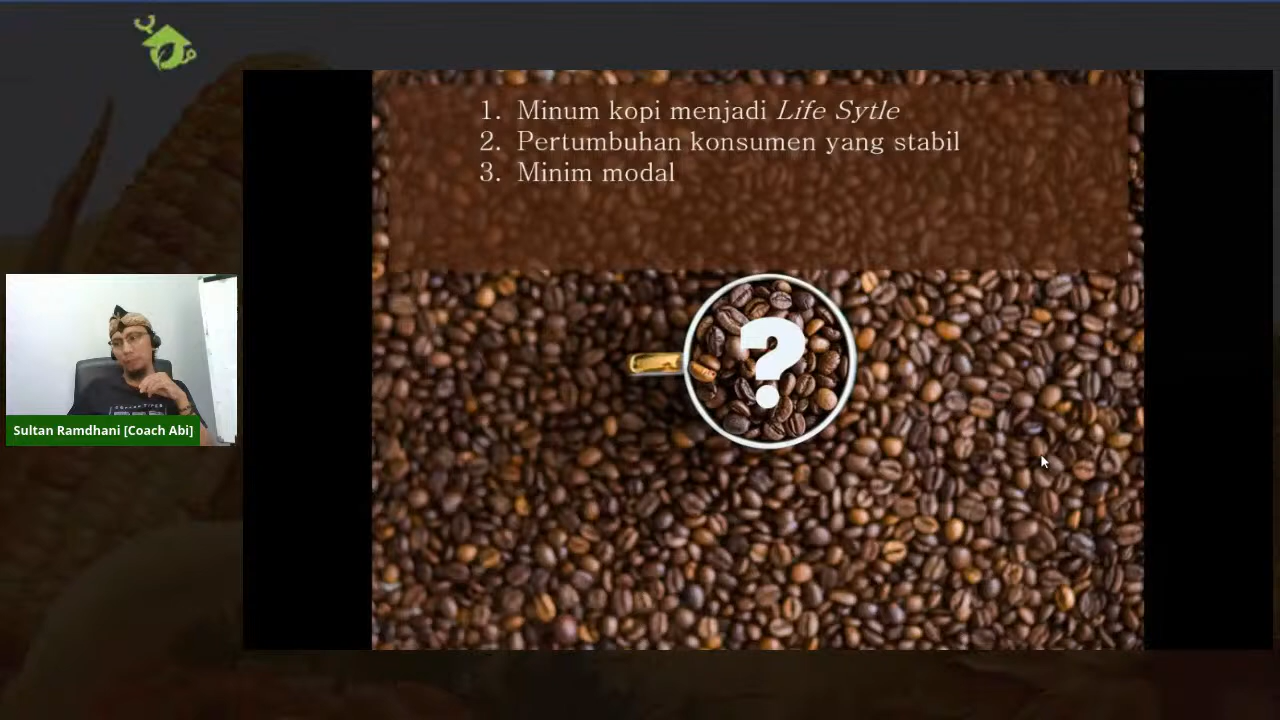 1. Minum kopi menjadi Life Sytle
2. Pertumbuhan konsumen yang stabil
3. Minim modal
?
Sultan Ramdhani [Coach Abi]